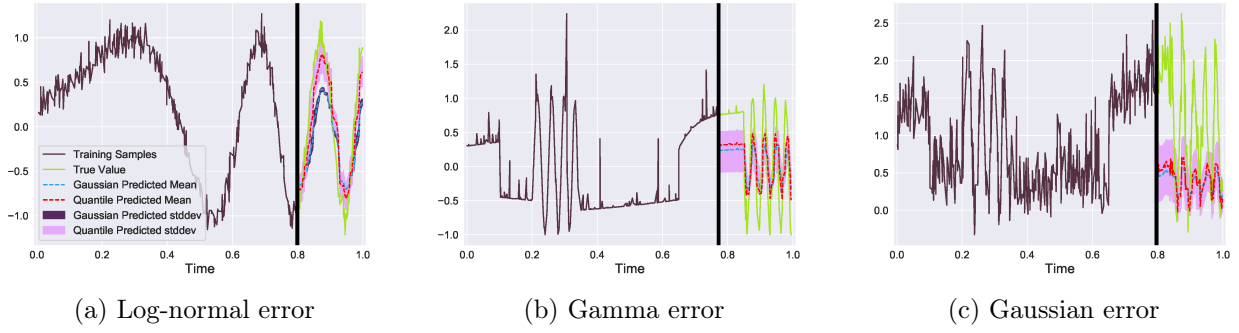 1.0
0.5
0.0
−0.5
−1.0
Training Samples
True Value
Gaussian Predicted Mean
Quantile Predicted Mean
Gaussian Predicted stddev
Quantile Predicted stddev
0.0 0.2 0.4 0.6 0.8 1.0
Time
(a) Log-normal error
2.0
1.5
1.0
0.5
0.0
−0.5
−1.0
0.0 0.2 0.4 0.6 0.8 1.0
Time
(b) Gamma error
2.5
2.0
1.5
1.0
0.5
0.0
0.0 0.2 0.4 0.6 0.8 1.0
Time
(c) Gaussian error